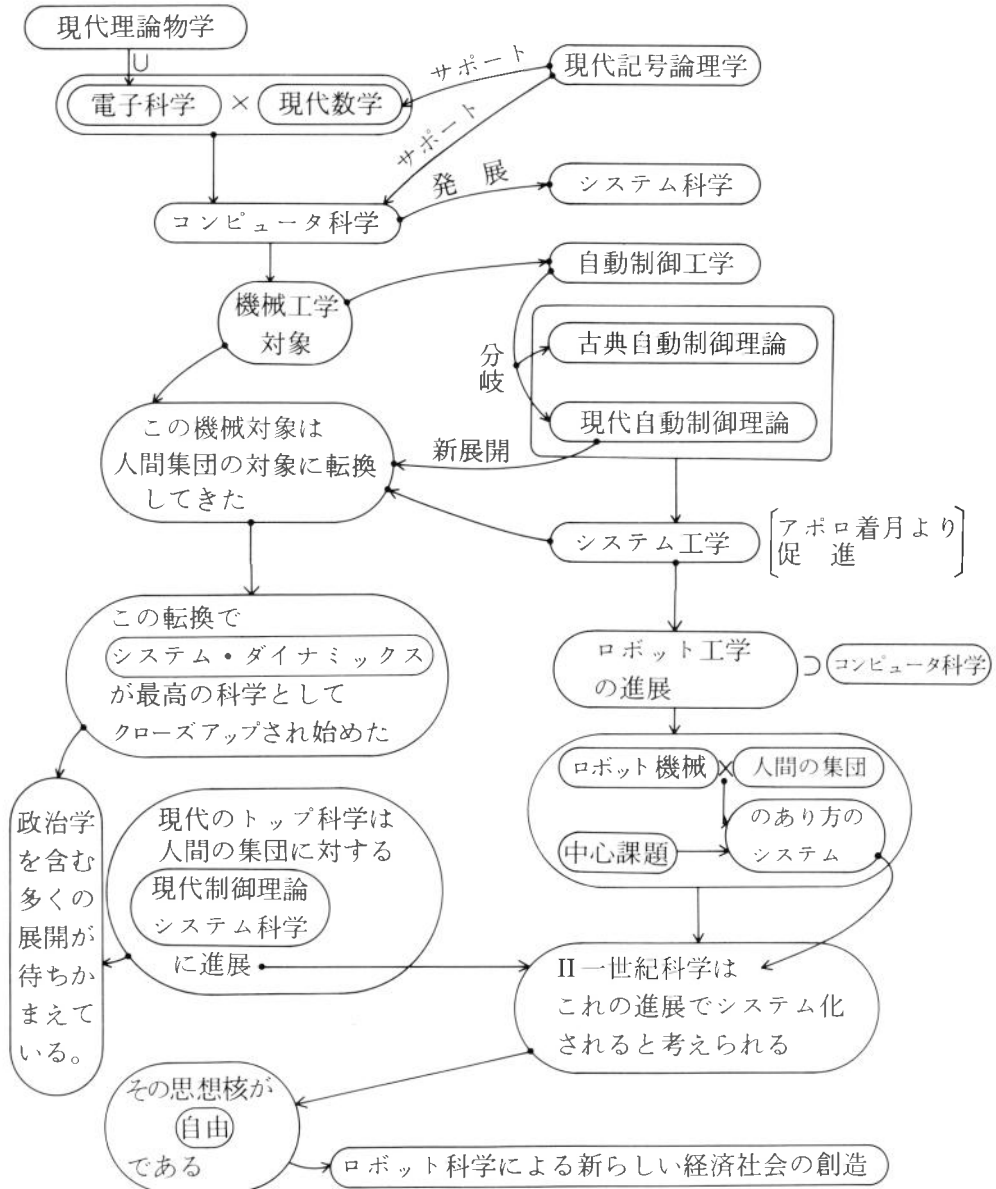 現代理論物学
∪
電子科学 × 現代数学
サポート
現代記号論理学
サポート
発展
システム科学
コンピュータ科学
自動制御工学
機械工学
対象
古典自動制御理論
分
岐
現代自動制御理論
この機械対象は
人間集団の対象に転換
してきた
新展開
システム工学
アポロ着月より
促進
この転換で
システム・ダイナミックス
が最高の科学として
クローズアップされ始めた
ロボット工学
の進展
⊃ コンピュータ科学
ロボット機械 × 人間の集団
のあり方の
システム
中心課題
政治学
を含む
多くの
展開が
待ちか
まえて
いる。
現代のトップ科学は
人間の集団に対する
現代制御理論
システム科学
に進展
II一世紀科学は
これの進展でシステム化
されると考えられる
その思想核が
自由
である
ロボット科学による新らしい経済社会の創造